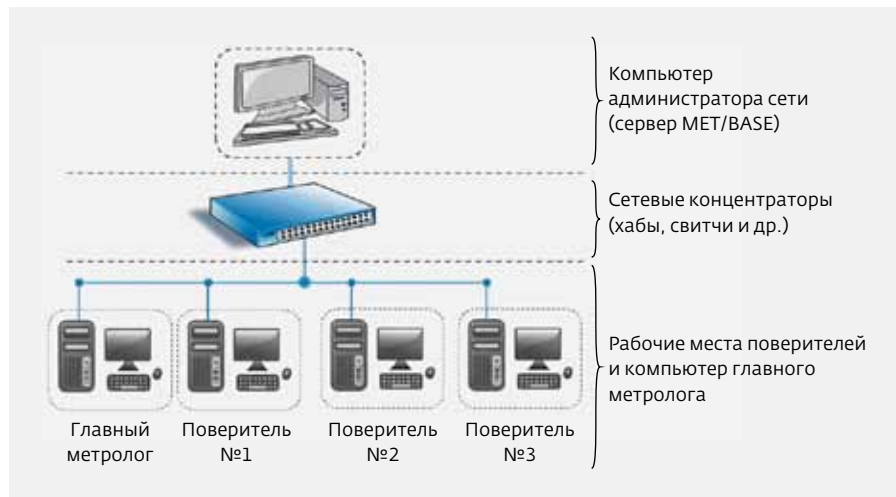 Компьютер
администратора сети
(сервер MET/BASE)
Сетевые концентраторы
(хабы, свитчи и др.)
Рабочие места поверителей
и компьютер главного
метролога
Главный
метролог
Поверитель
№1
Поверитель
№2
Поверитель
№3